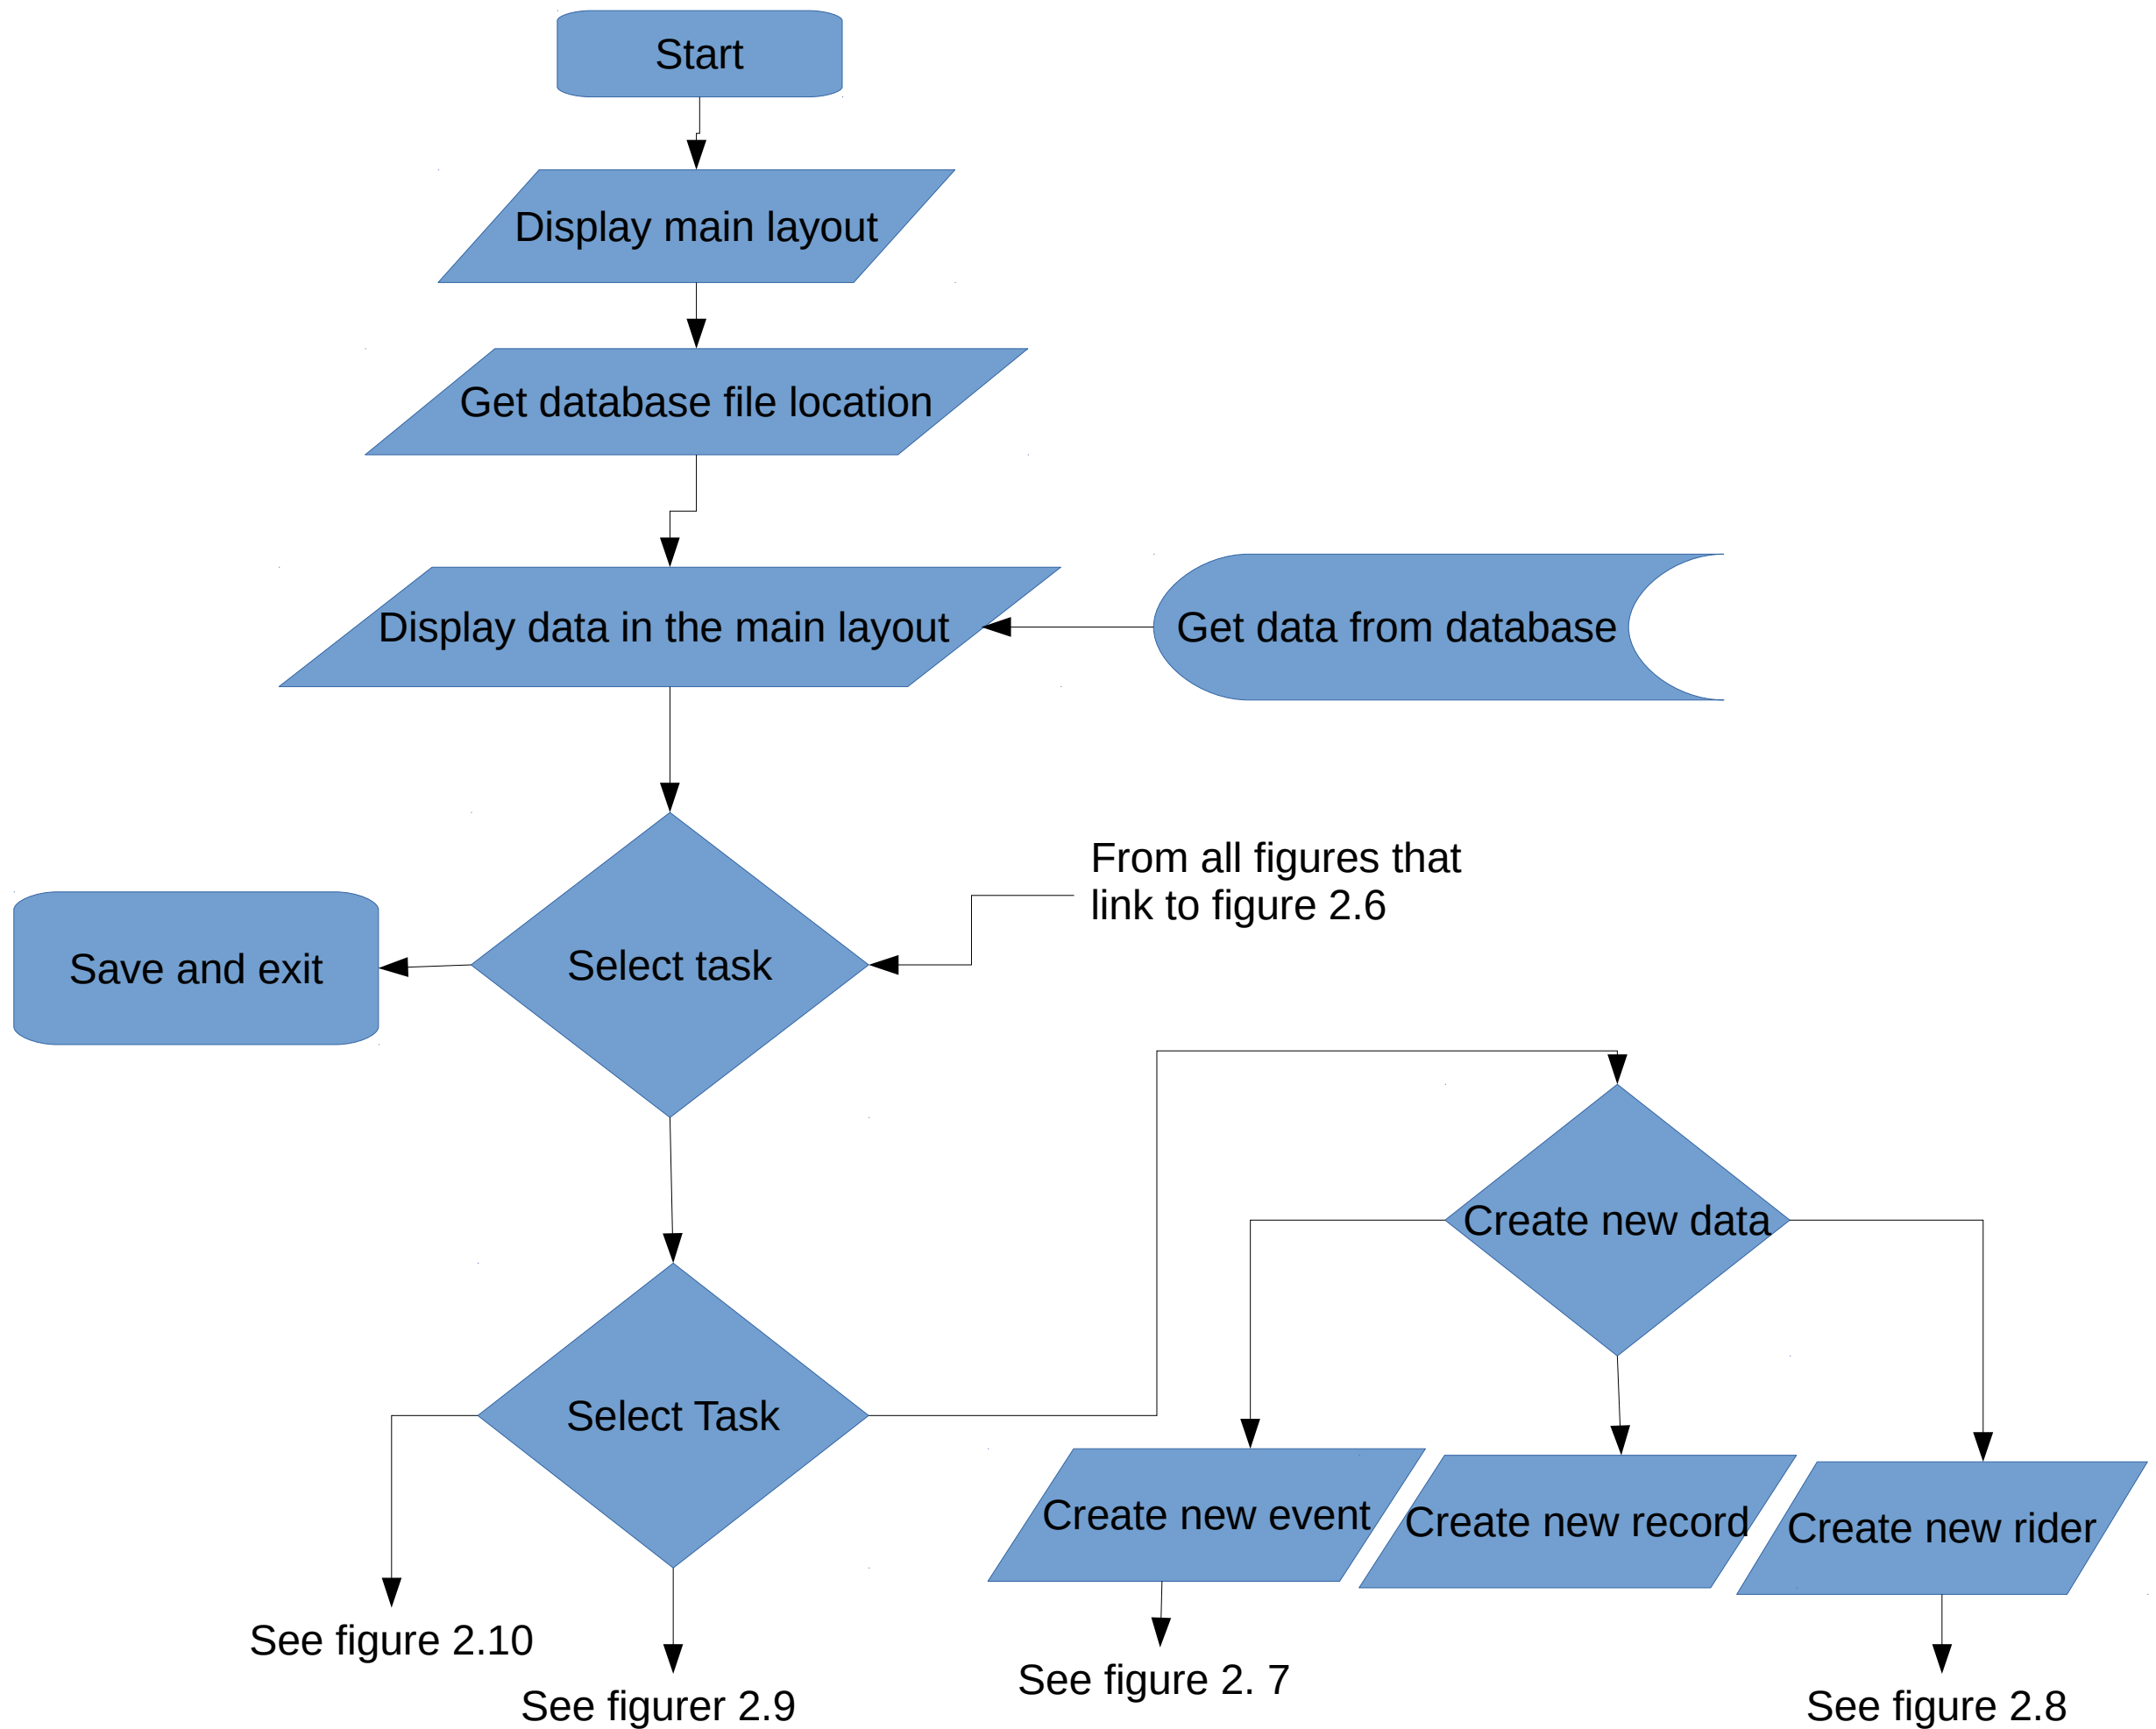 Start
Display main layout
Get database file location
Display data in the main layout
Get data from database
From all figures that
link to figure 2.6
Save and exit
Select task
Create new data
Select Task
Create new event
Create new record
Create new rider
See figure 2.10
See figurer 2.9
See figure 2. 7
See figure 2.8